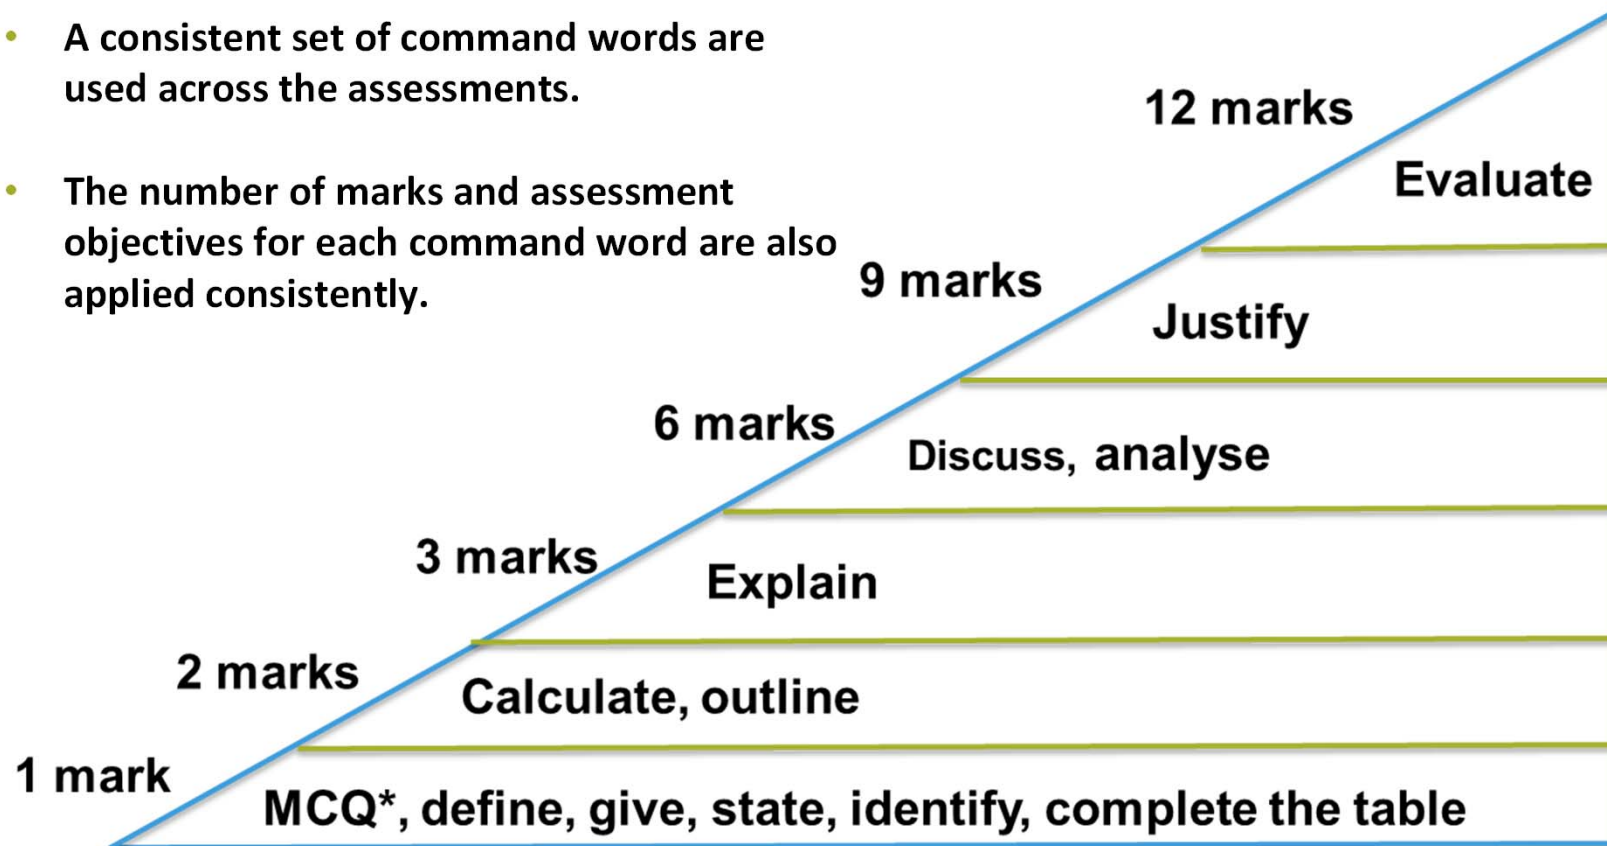 • A consistent set of command words are
used across the assessments.
• The number of marks and assessment
objectives for each command word are also
applied consistently.
12 marks
Evaluate
9 marks
Justify
6 marks
Discuss, analyse
3 marks
Explain
2 marks
Calculate, outline
1 mark
MCQ*, define, give, state, identify, complete the table